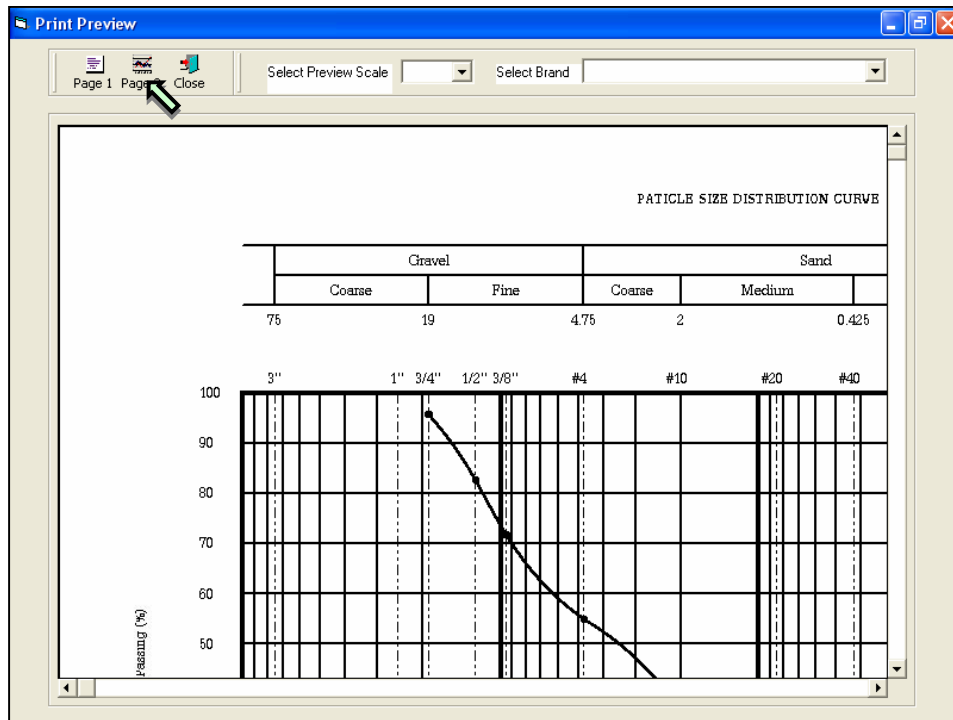 Print Preview
Page 1 Page Close Select Preview Scale Select Brand
PATICLE SIZE DISTRIBUTION CURVE
Gravel Sand
Coarse Fine Coarse Medium
75 19 4.75 2 0.425
3" 1" 3/4" 1/2" 3/8" #4 #10 #20 #40
100
90
80
70
60
50
Passing (%)